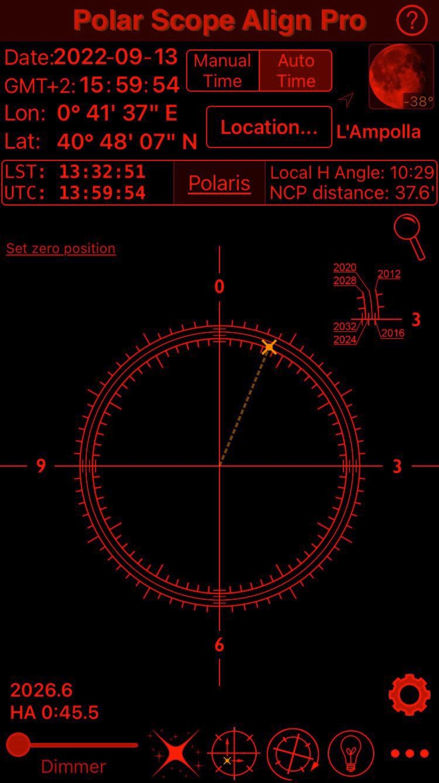 Polar Scope Align Pro ?
Date:2022-09-13
Manual Time
Auto Time
GMT+2: 15:59:54
-38°
Lon: 0° 41' 37" E
Lat: 40° 48' 07" N
Location...
L'Ampolla
LST: 13:32:51
UTC: 13:59:54
Polaris
Local H Angle: 10:29
NCP distance: 37.6'
Set zero position
2020
2012
2028
3
2032
2016
2024
0
9
3
6
2026.6
HA 0:45.5
Dimmer